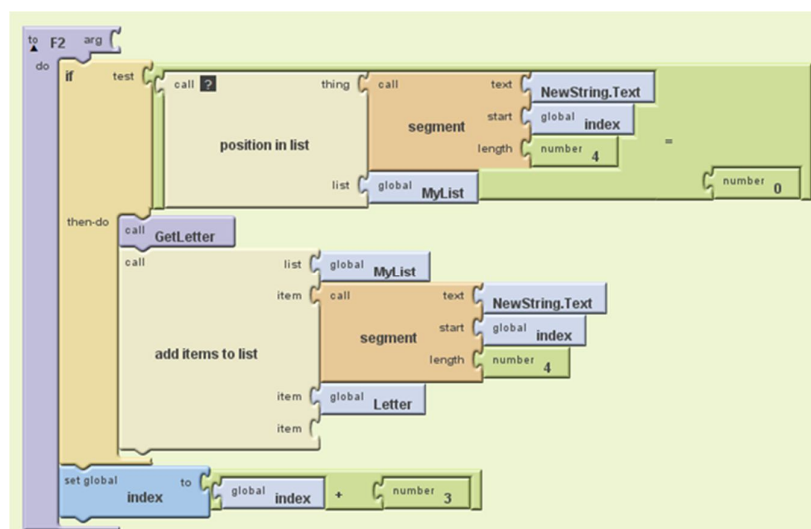 to F2 arg
do if test call ? thing call text NewString.Text
segment start global index
position in list length number 4 =
list global MyList number 0
then-do call GetLetter
call list global MyList
item call text NewString.Text
segment start global index
add items to list length number 4
item global Letter
item
set global index to global index + number 3